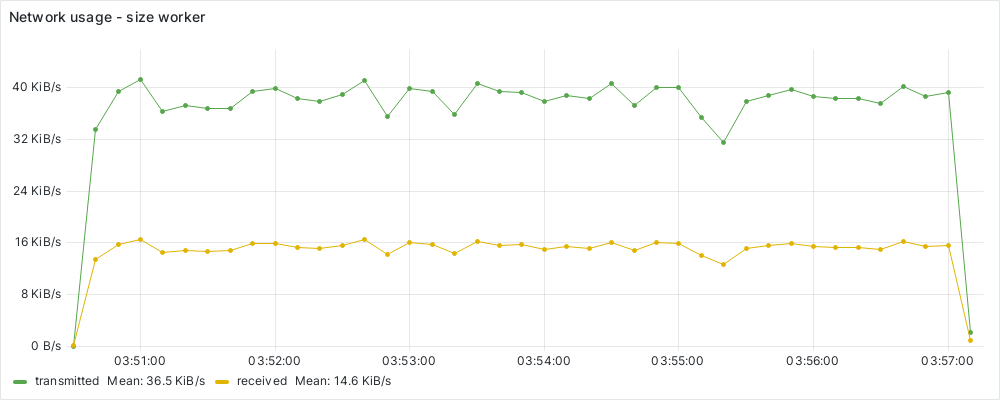 Network usage - size worker
40 KiB/s
32 KiB/s
24 KiB/s
16 KiB/s
8 KiB/s
0 B/s
03:51:00 03:52:00 03:53:00 03:54:00 03:55:00 03:56:00 03:57:00
transmitted Mean: 36.5 KiB/s received Mean: 14.6 KiB/s